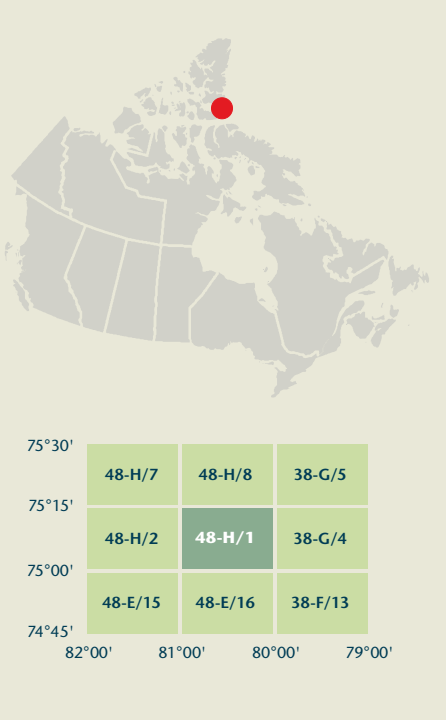 75°30'
48-H/7 48-H/8 38-G/5
75°15'
48-H/2 48-H/1 38-G/4
75°00'
48-E/15 48-E/16 38-F/13
74°45'
82°00' 81°00' 80°00' 79°00'